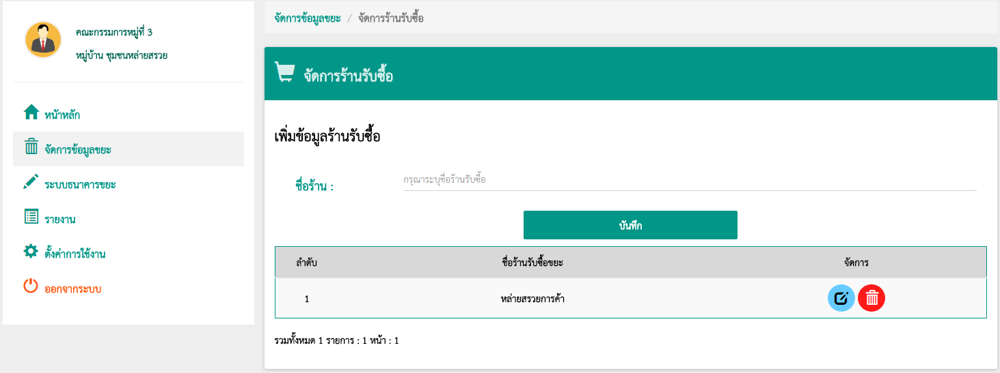 คณะกรรมการหมู่ที่ 3
หมู่บ้าน ชุมชนหล่ายสรวย
หน้าหลัก
จัดการข้อมูลขยะ
ระบบธนาคารขยะ
รายงาน
ตั้งค่าการใช้งาน
ออกจากระบบ
จัดการข้อมูลขยะ / จัดการร้านรับซื้อ
จัดการร้านรับซื้อ
เพิ่มข้อมูลร้านรับซื้อ
ชื่อร้าน : กรุณาระบุชื่อร้านรับซื้อ
บันทึก
ลำดับ ชื่อร้านรับซื้อขยะ จัดการ
1 หล่ายสรวยการค้า
รวมทั้งหมด 1 รายการ : 1 หน้า : 1